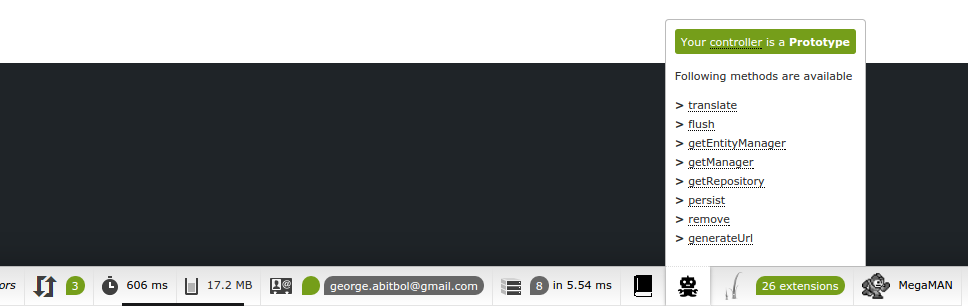 Your controller is a Prototype
Following methods are available
> translate
> flush
> getEntityManager
> getManager
> getRepository
> persist
> remove
> generateUrl
ors 3 606 ms 17.2 MB george.abitbol@gmail.com 8 in 5.54 ms 26 extensions MegaMAN